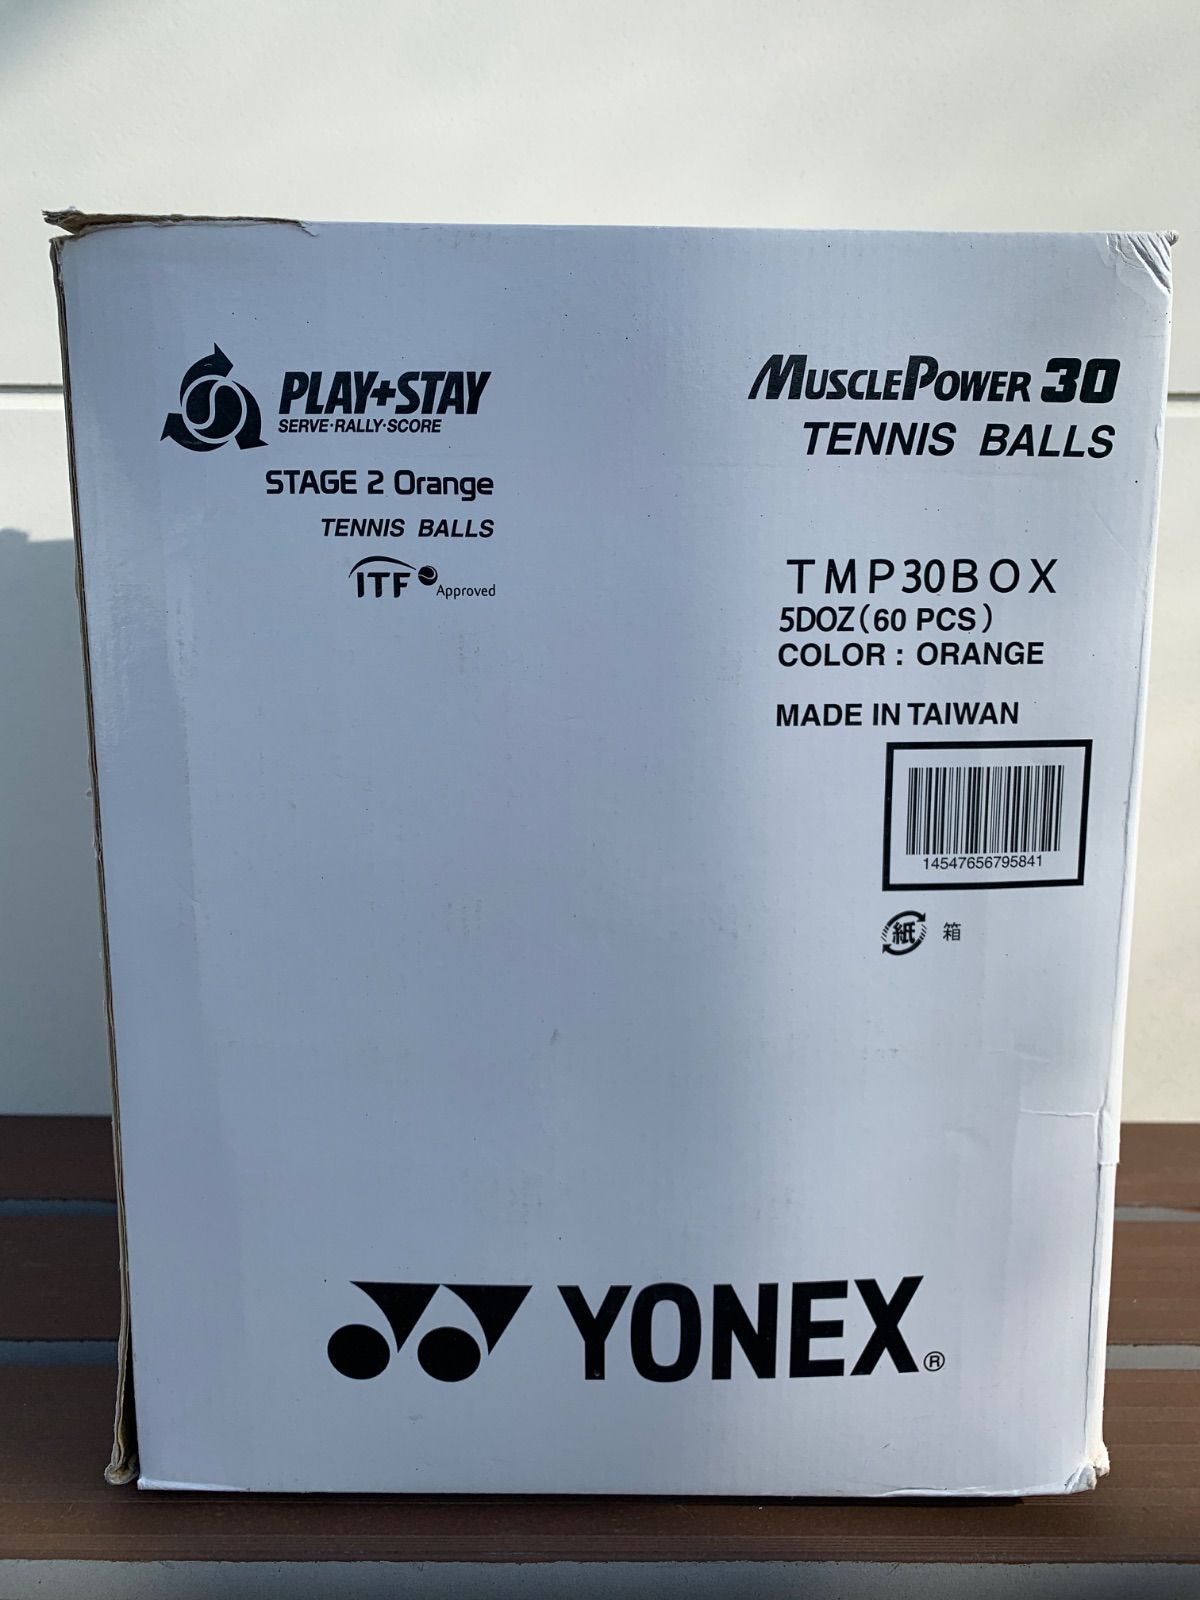 PLAY+STAY
SERVE·RALLY·SCORE
STAGE 2 Orange
TENNIS BALLS
ITF Approved
MUSCLEPOWER 30
TENNIS BALLS
TMP30BOX
5DOZ(60 PCS)
COLOR : ORANGE
MADE IN TAIWAN
14547656795841
紙 箱
YONEX®